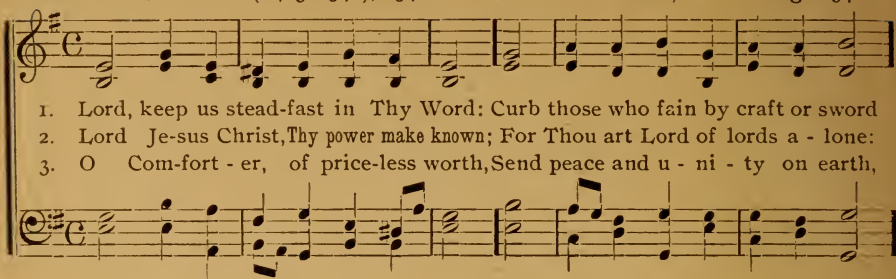 1. Lord, keep us stead-fast in Thy Word: Curb those who fain by craft or sword
2. Lord Je-sus Christ, Thy power make known; For Thou art Lord of lords a - lone:
3. O Com-fort - er, of price-less worth, Send peace and u - ni - ty on earth,